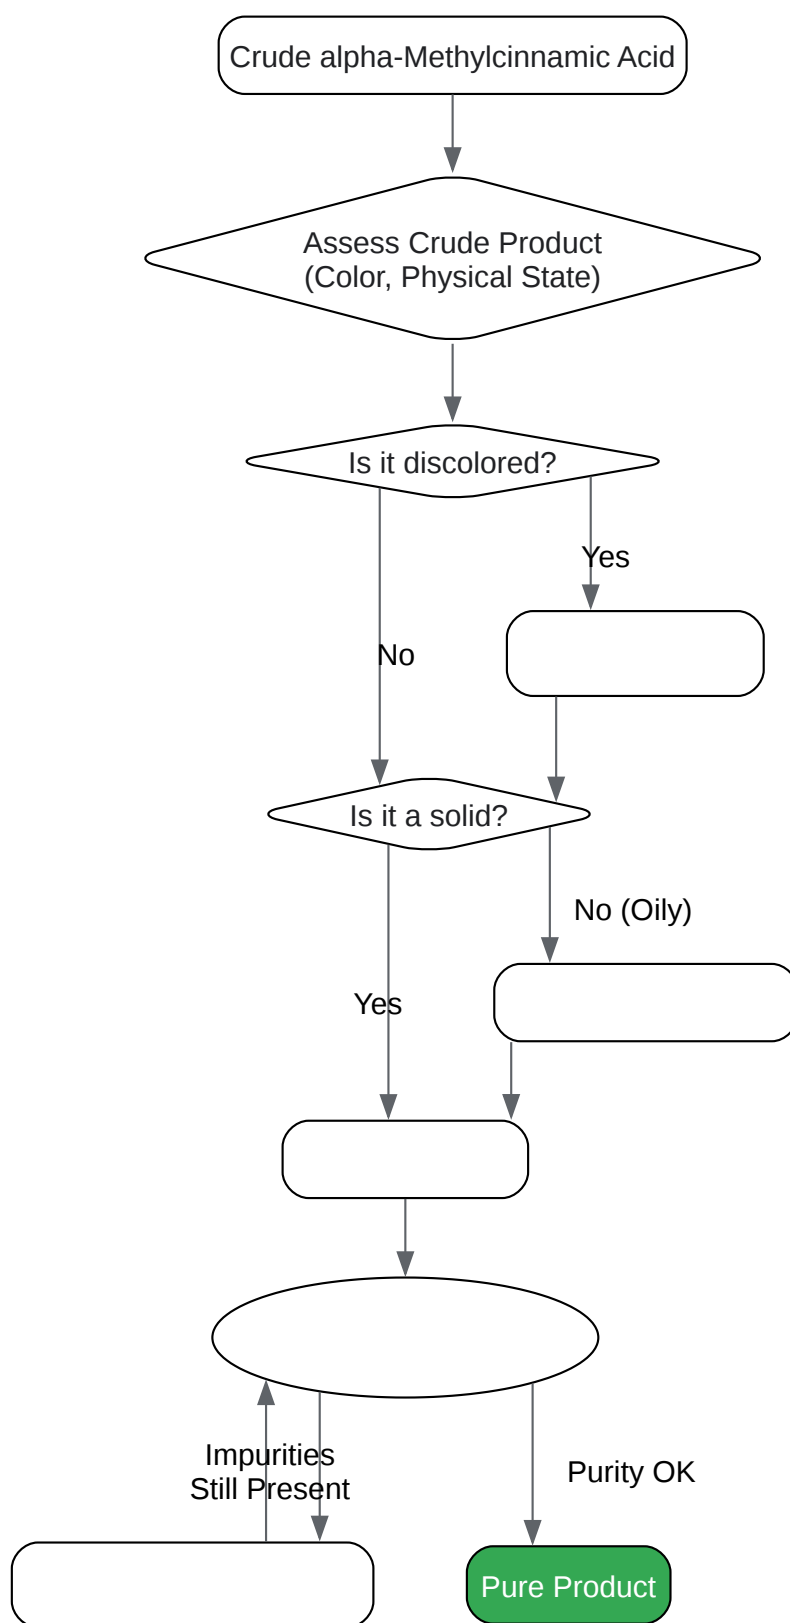 Crude alpha-Methylcinnamic Acid
Assess Crude Product
(Color, Physical State)
Is it discolored?
Yes
No
Is it a solid?
No (Oily)
Yes
Impurities
Still Present
Purity OK
Pure Product